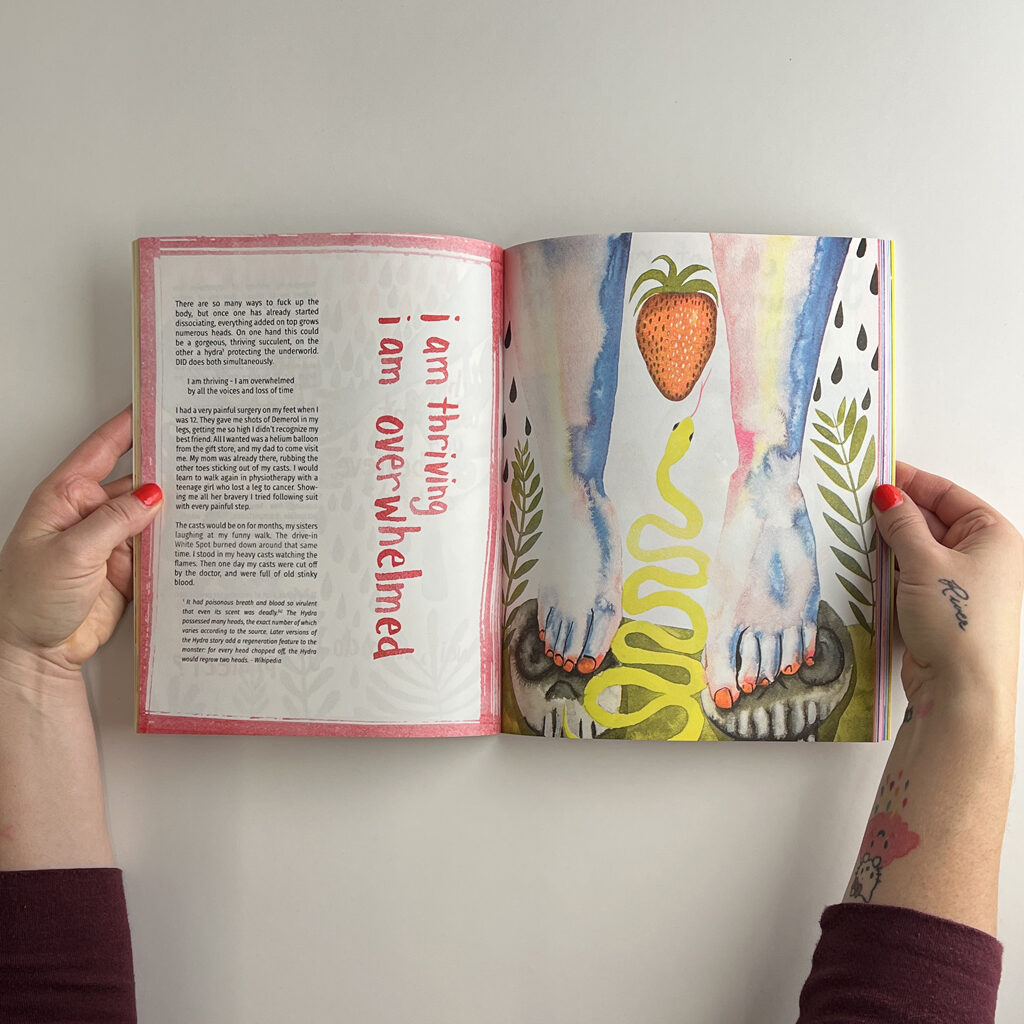 There are so many ways to fuck up the
body, but once one has already started
dissociating, everything added on top grows
numerous heads. On one hand this could
be a gorgeous, thriving succulent, on the
other a hydra¹ protecting the underworld.
DID does both simultaneously.
I am thriving - I am overwhelmed
by all the voices and loss of time
I had a very painful surgery on my feet when I
was 12. They gave me shots of Demerol in my
legs, getting me so high I didn't recognize my
best friend. All I wanted was a helium balloon
from the gift store, and my dad to come visit
me. My mom was already there, rubbing the
other toes sticking out of my casts. I would
learn to walk again in physiotherapy with a
teenage girl who lost a leg to cancer. Show-
ing me all her bravery I tried following suit
with every painful step.
The casts would be on for months, my sisters
laughing at my funny walk. The drive-in
White Spot burned down around that same
time. I stood in my heavy casts watching the
flames. Then one day my casts were cut off
by the doctor, and were full of old stinky
blood.
¹ It had poisonous breath and blood so virulent
that even its scent was deadly. The Hydra
possessed many heads, the exact number of which
varies according to the source. Later versions of
the Hydra story add a regeneration feature to the
monster: for every head chopped off, the Hydra
would regrow two heads. - Wikipedia
i am thriving
i am overwhelmed
River